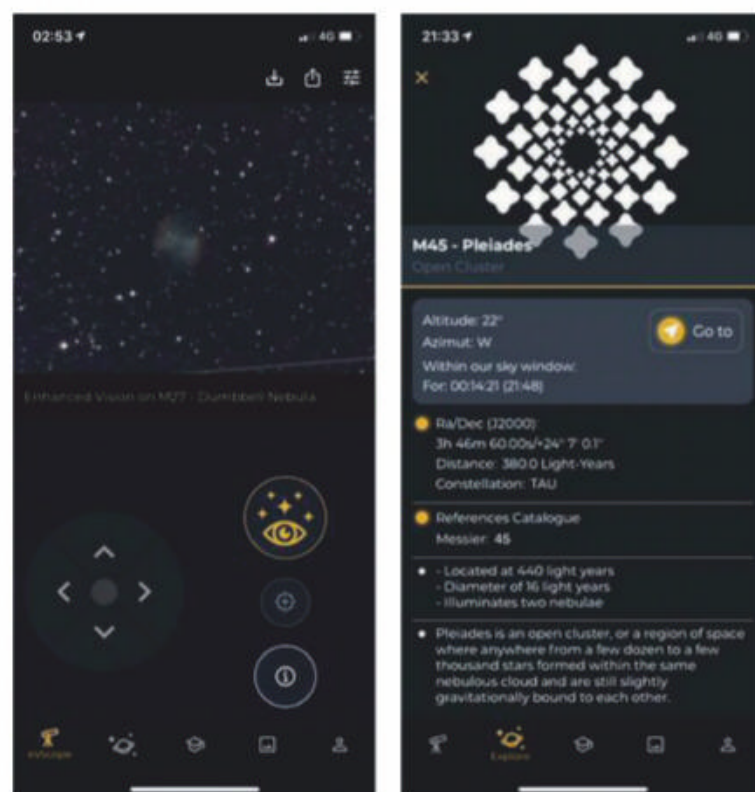 02:53
4G
Enhanced Vision on M27 - Dumbbell Nebula
eVscope
21:33
4G
M45 - Pleiades
Open Cluster
Altitude: 22°
Azimut: W
Go to
Within our sky window:
For: 00:14:21 (21:48)
Ra/Dec (J2000):
3h 46m 60.00s/+24° 7' 0.1"
Distance: 380.0 Light-Years
Constellation: TAU
References Catalogue
Messier: 45
- Located at 440 light years
- Diameter of 16 light years
- Illuminates two nebulae
Pleiades is an open cluster, or a region of space
where anywhere from a few dozen to a few
thousand stars formed within the same
nebulous cloud and are still slightly
gravitationally bound to each other.
Explore